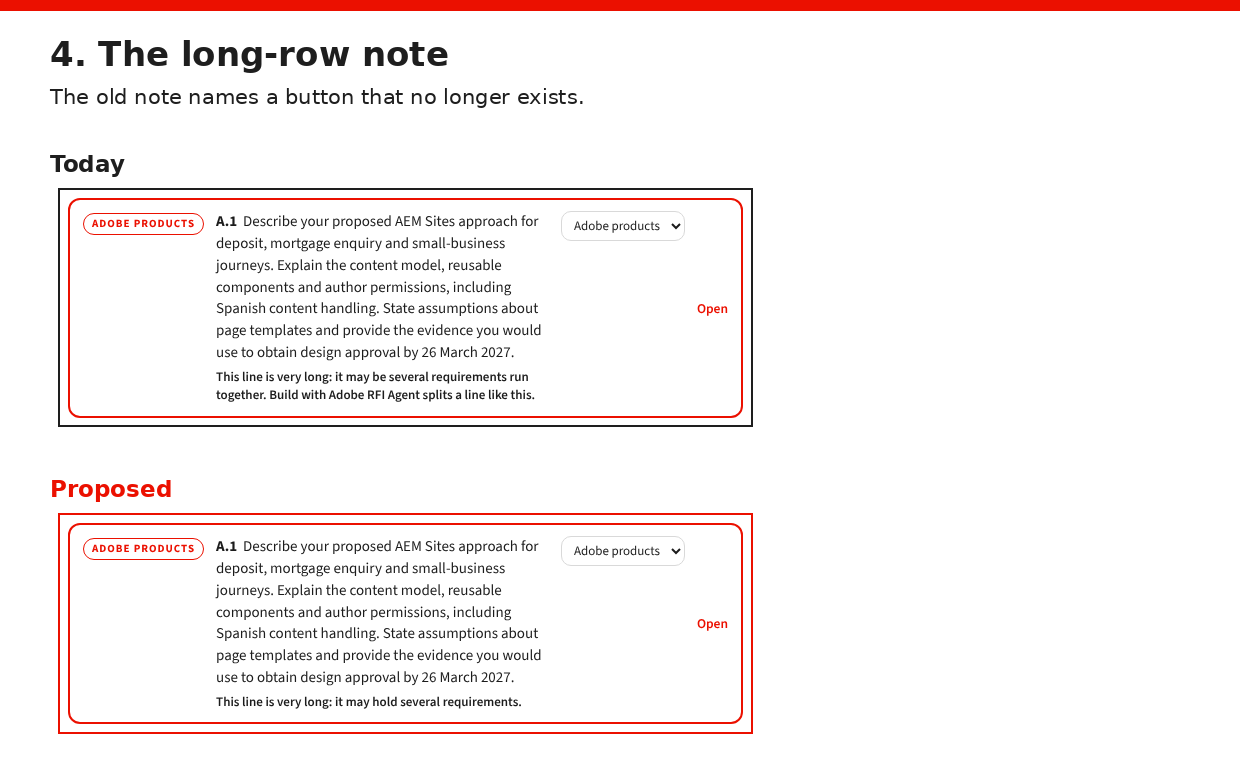 4. The long-row note
The old note names a button that no longer exists.
Today
ADOBE PRODUCTS
A.1 Describe your proposed AEM Sites approach for
deposit, mortgage enquiry and small-business
journeys. Explain the content model, reusable
components and author permissions, including
Spanish content handling. State assumptions about
page templates and provide the evidence you would
use to obtain design approval by 26 March 2027.
This line is very long: it may be several requirements run
together. Build with Adobe RFI Agent splits a line like this.
Adobe products
Open
Proposed
ADOBE PRODUCTS
A.1 Describe your proposed AEM Sites approach for
deposit, mortgage enquiry and small-business
journeys. Explain the content model, reusable
components and author permissions, including
Spanish content handling. State assumptions about
page templates and provide the evidence you would
use to obtain design approval by 26 March 2027.
This line is very long: it may hold several requirements.
Adobe products
Open